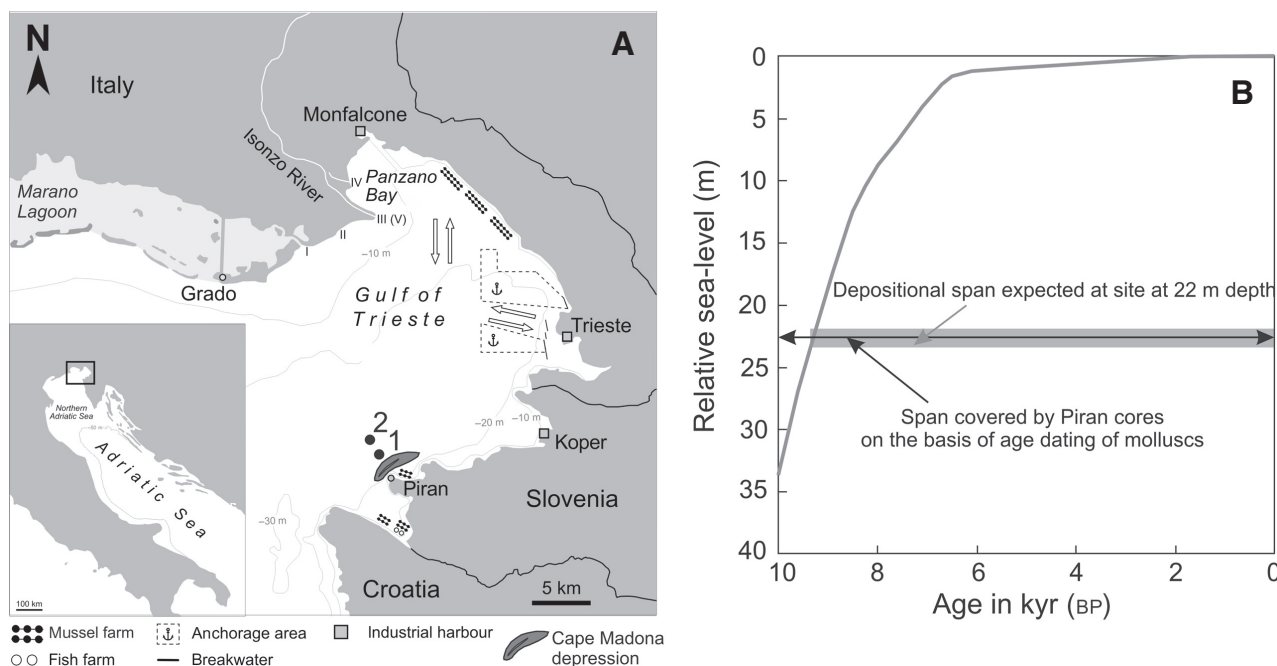 N
A
Italy
Monfalcone
Isonzo River
IV
Panzano
Bay
Marano
Lagoon
III (V)
II
I
–10 m
Grado
Gulf of
Trieste
Trieste
Northern
Adriatic Sea
Adriatic Sea
100 km
–20 m
–10 m
Koper
2
1
Piran
Slovenia
–30 m
Croatia
5 km
Mussel farm
Anchorage area
Industrial harbour
Cape Madona
depression
Fish farm
Breakwater
B
Relative sea-level (m)
0
5
10
15
20
25
30
35
40
Depositional span expected at site at 22 m depth
Span covered by Piran cores
on the basis of age dating of molluscs
10 8 6 4 2 0
Age in kyr (BP)